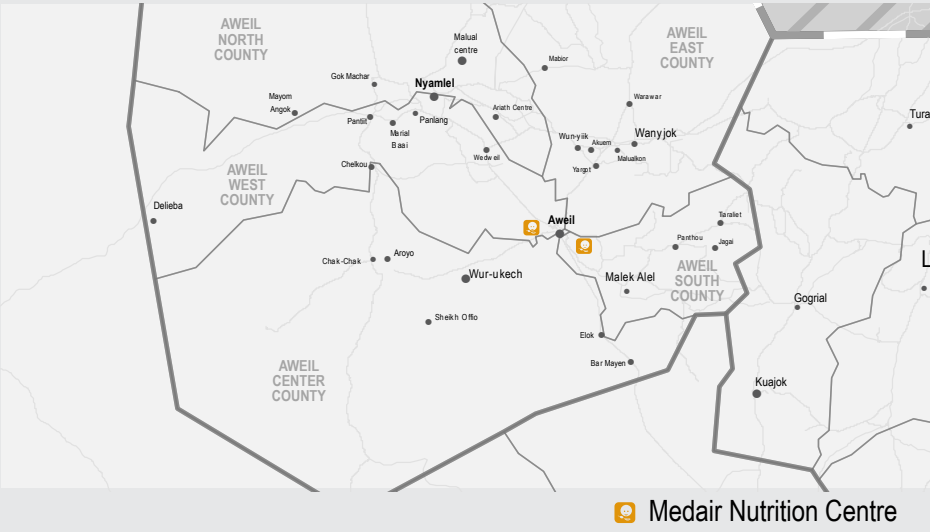 AWEIL
NORTH
COUNTY
Malual
centre
AWEIL
EAST
COUNTY
Mabior
Gok Machar
Nyamlel
Mayom
Angok
Warawar
Ariath Centre
Tura
Pantiit
Panlang
Marial
Baai
Wun-yiik
Akuem
Wanyjok
Malualkon
Wedweil
Yargot
Chelkou
AWEIL
WEST
COUNTY
Delieba
Aweil
Tiaraliet
Panthou
Jagai
Chak-Chak
Aroyo
Wur-ukech
Malek Alel
AWEIL
SOUTH
COUNTY
L
Gogrial
Sheikh Offio
Elok
Bar Mayen
AWEIL
CENTER
COUNTY
Kuajok
Medair Nutrition Centre